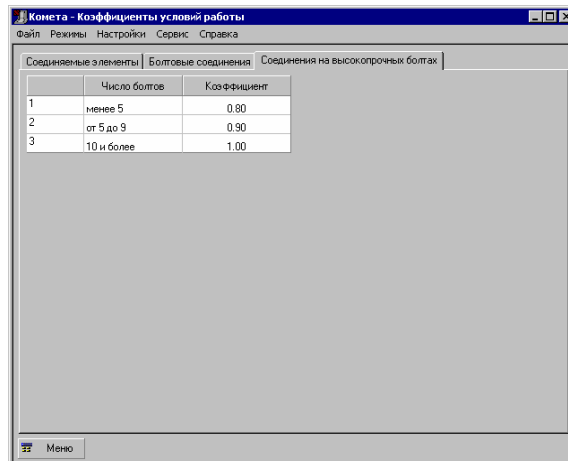 Комета - Коэффициенты условий работы
Файл Режимы Настройки Сервис Справка
Соединяемые элементы Болтовые соединения Соединения на высокопрочных болтах
Число болтов Коэффициент
1 менее 5 0.80
2 от 5 до 9 0.90
3 10 и более 1.00
Меню